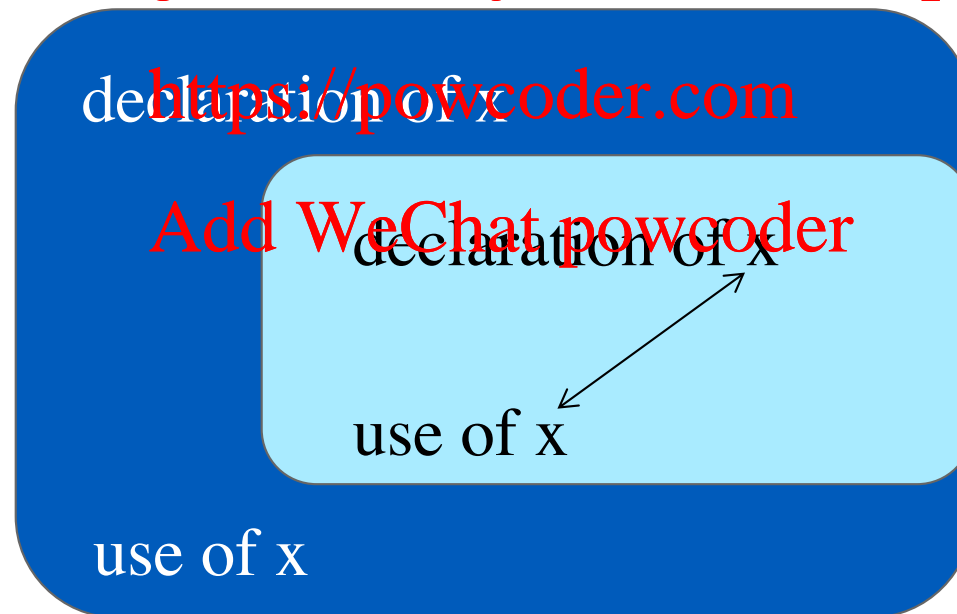 declaration of x
https://powcoder.com
Add WeChat powcoder
declaration of x
use of x
use of x